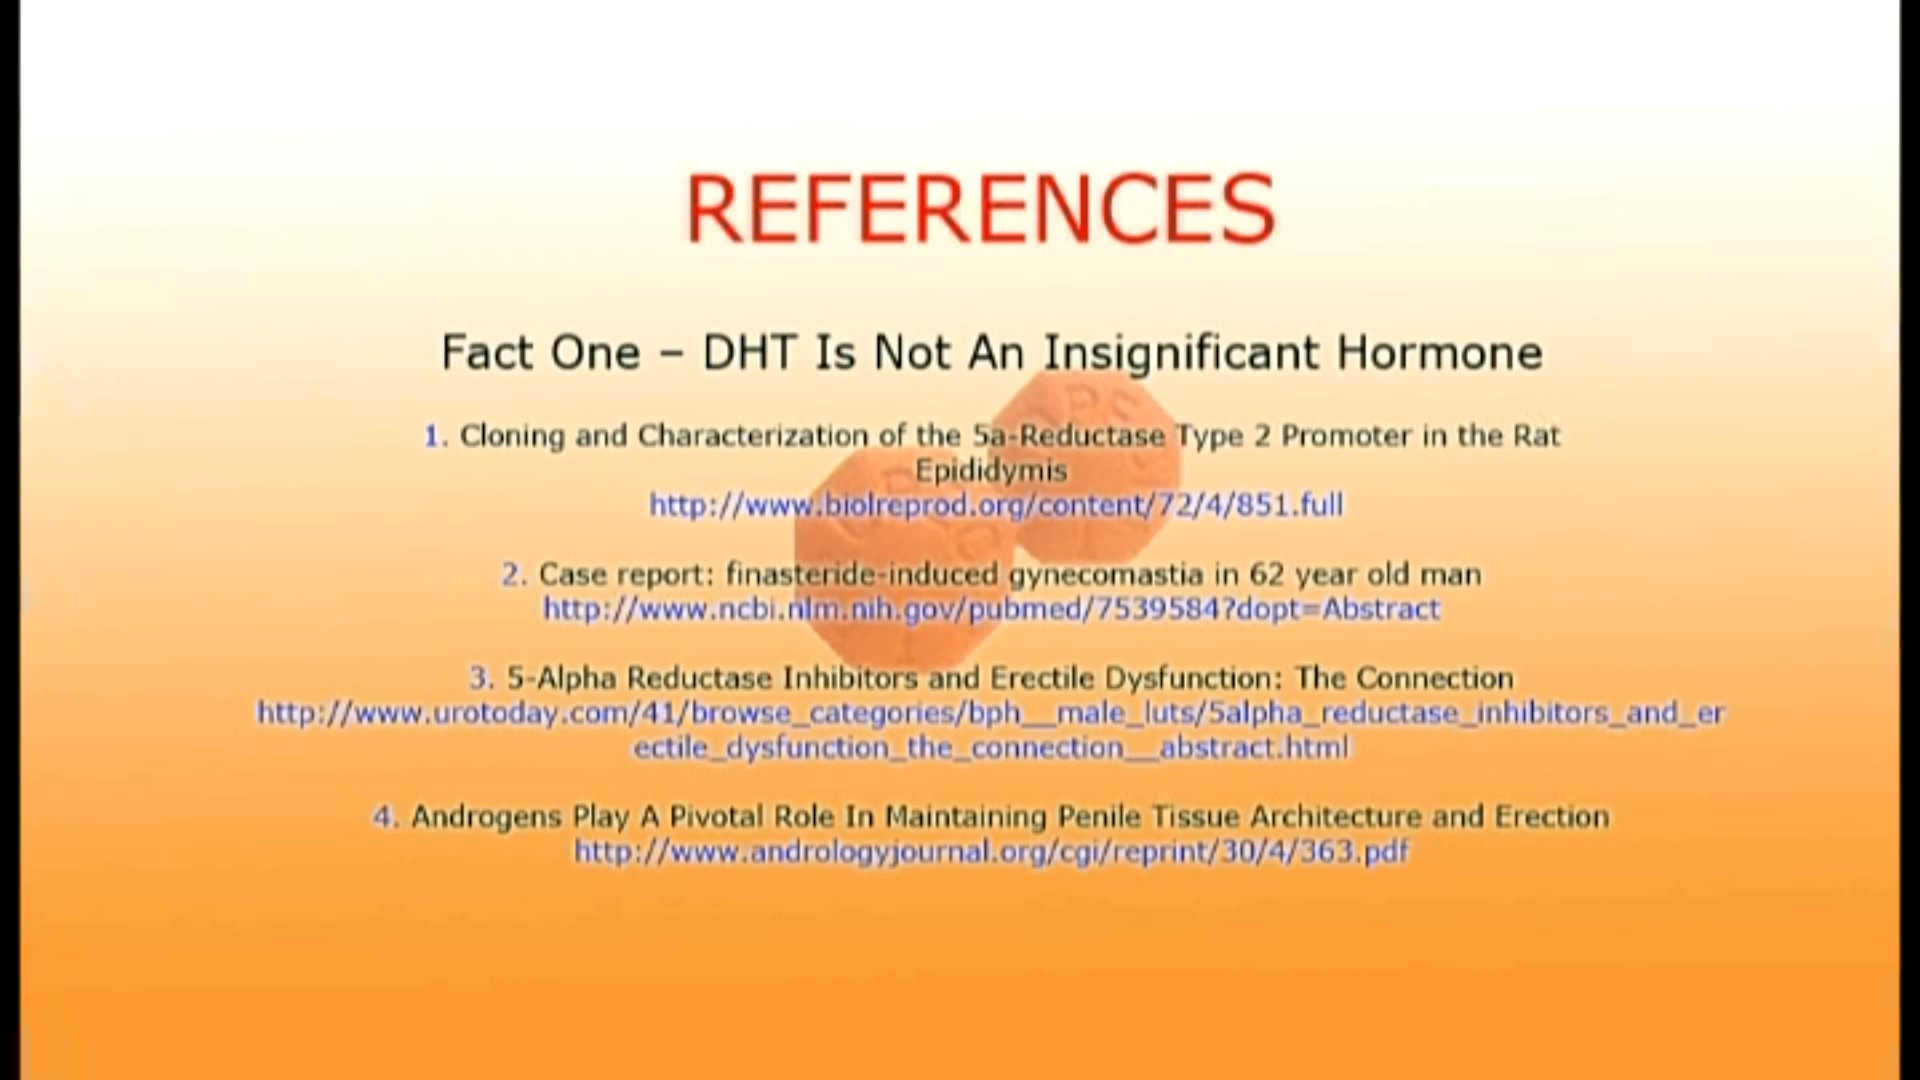 REFERENCES
Fact One – DHT Is Not An Insignificant Hormone
1. Cloning and Characterization of the 5a-Reductase Type 2 Promoter in the Rat
Epididymis
http://www.biolreprod.org/content/72/4/851.full
2. Case report: finasteride-induced gynecomastia in 62 year old man
http://www.ncbi.nlm.nih.gov/pubmed/7539584?dopt=Abstract
3. 5-Alpha Reductase Inhibitors and Erectile Dysfunction: The Connection
http://www.urotoday.com/41/browse_categories/bph__male_luts/5alpha_reductase_inhibitors_and_er
ectile_dysfunction_the_connection__abstract.html
4. Androgens Play A Pivotal Role In Maintaining Penile Tissue Architecture and Erection
http://www.andrologyjournal.org/cgi/reprint/30/4/363.pdf